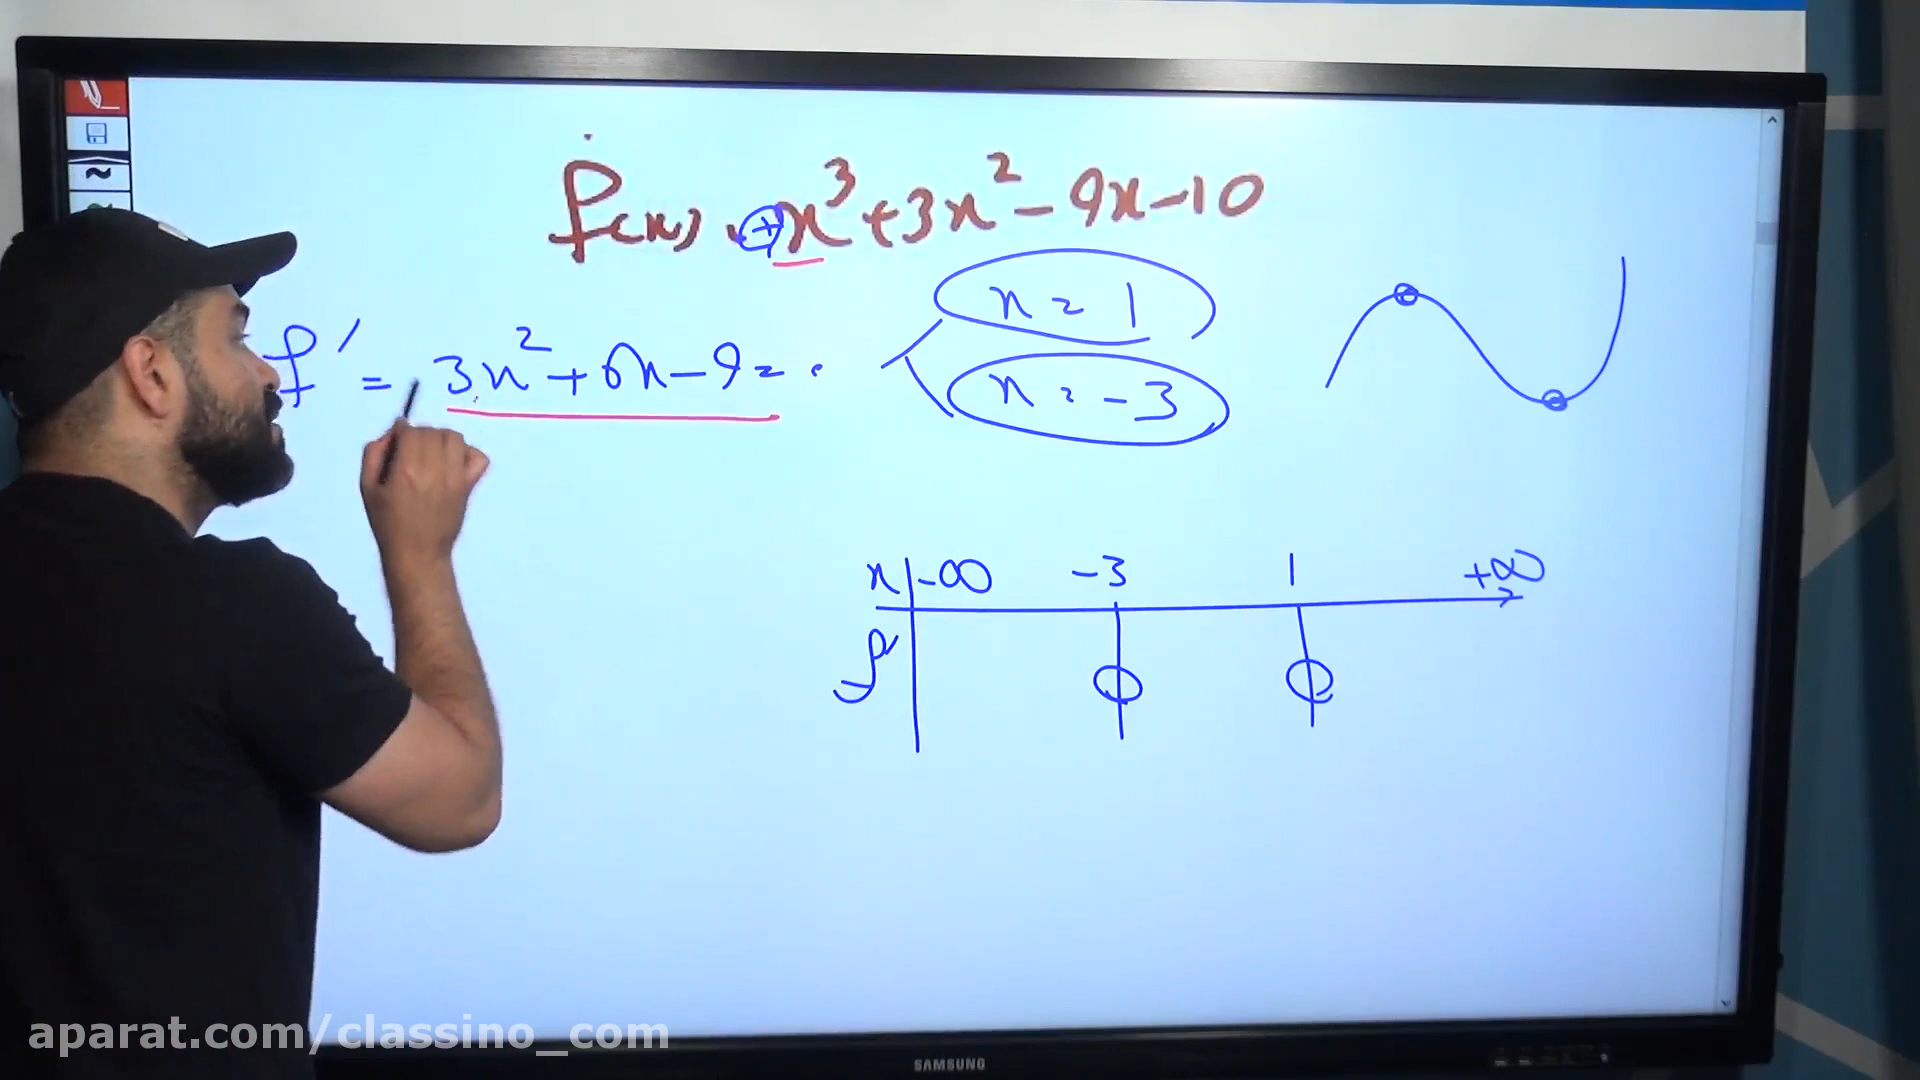 f(x) = +x³+3x²-9x-10
f' = 3x²+6x-9=0
x=1
x=-3
x -∞ -3 1 +∞
f'
aparat.com/classino_com
SAMSUNG